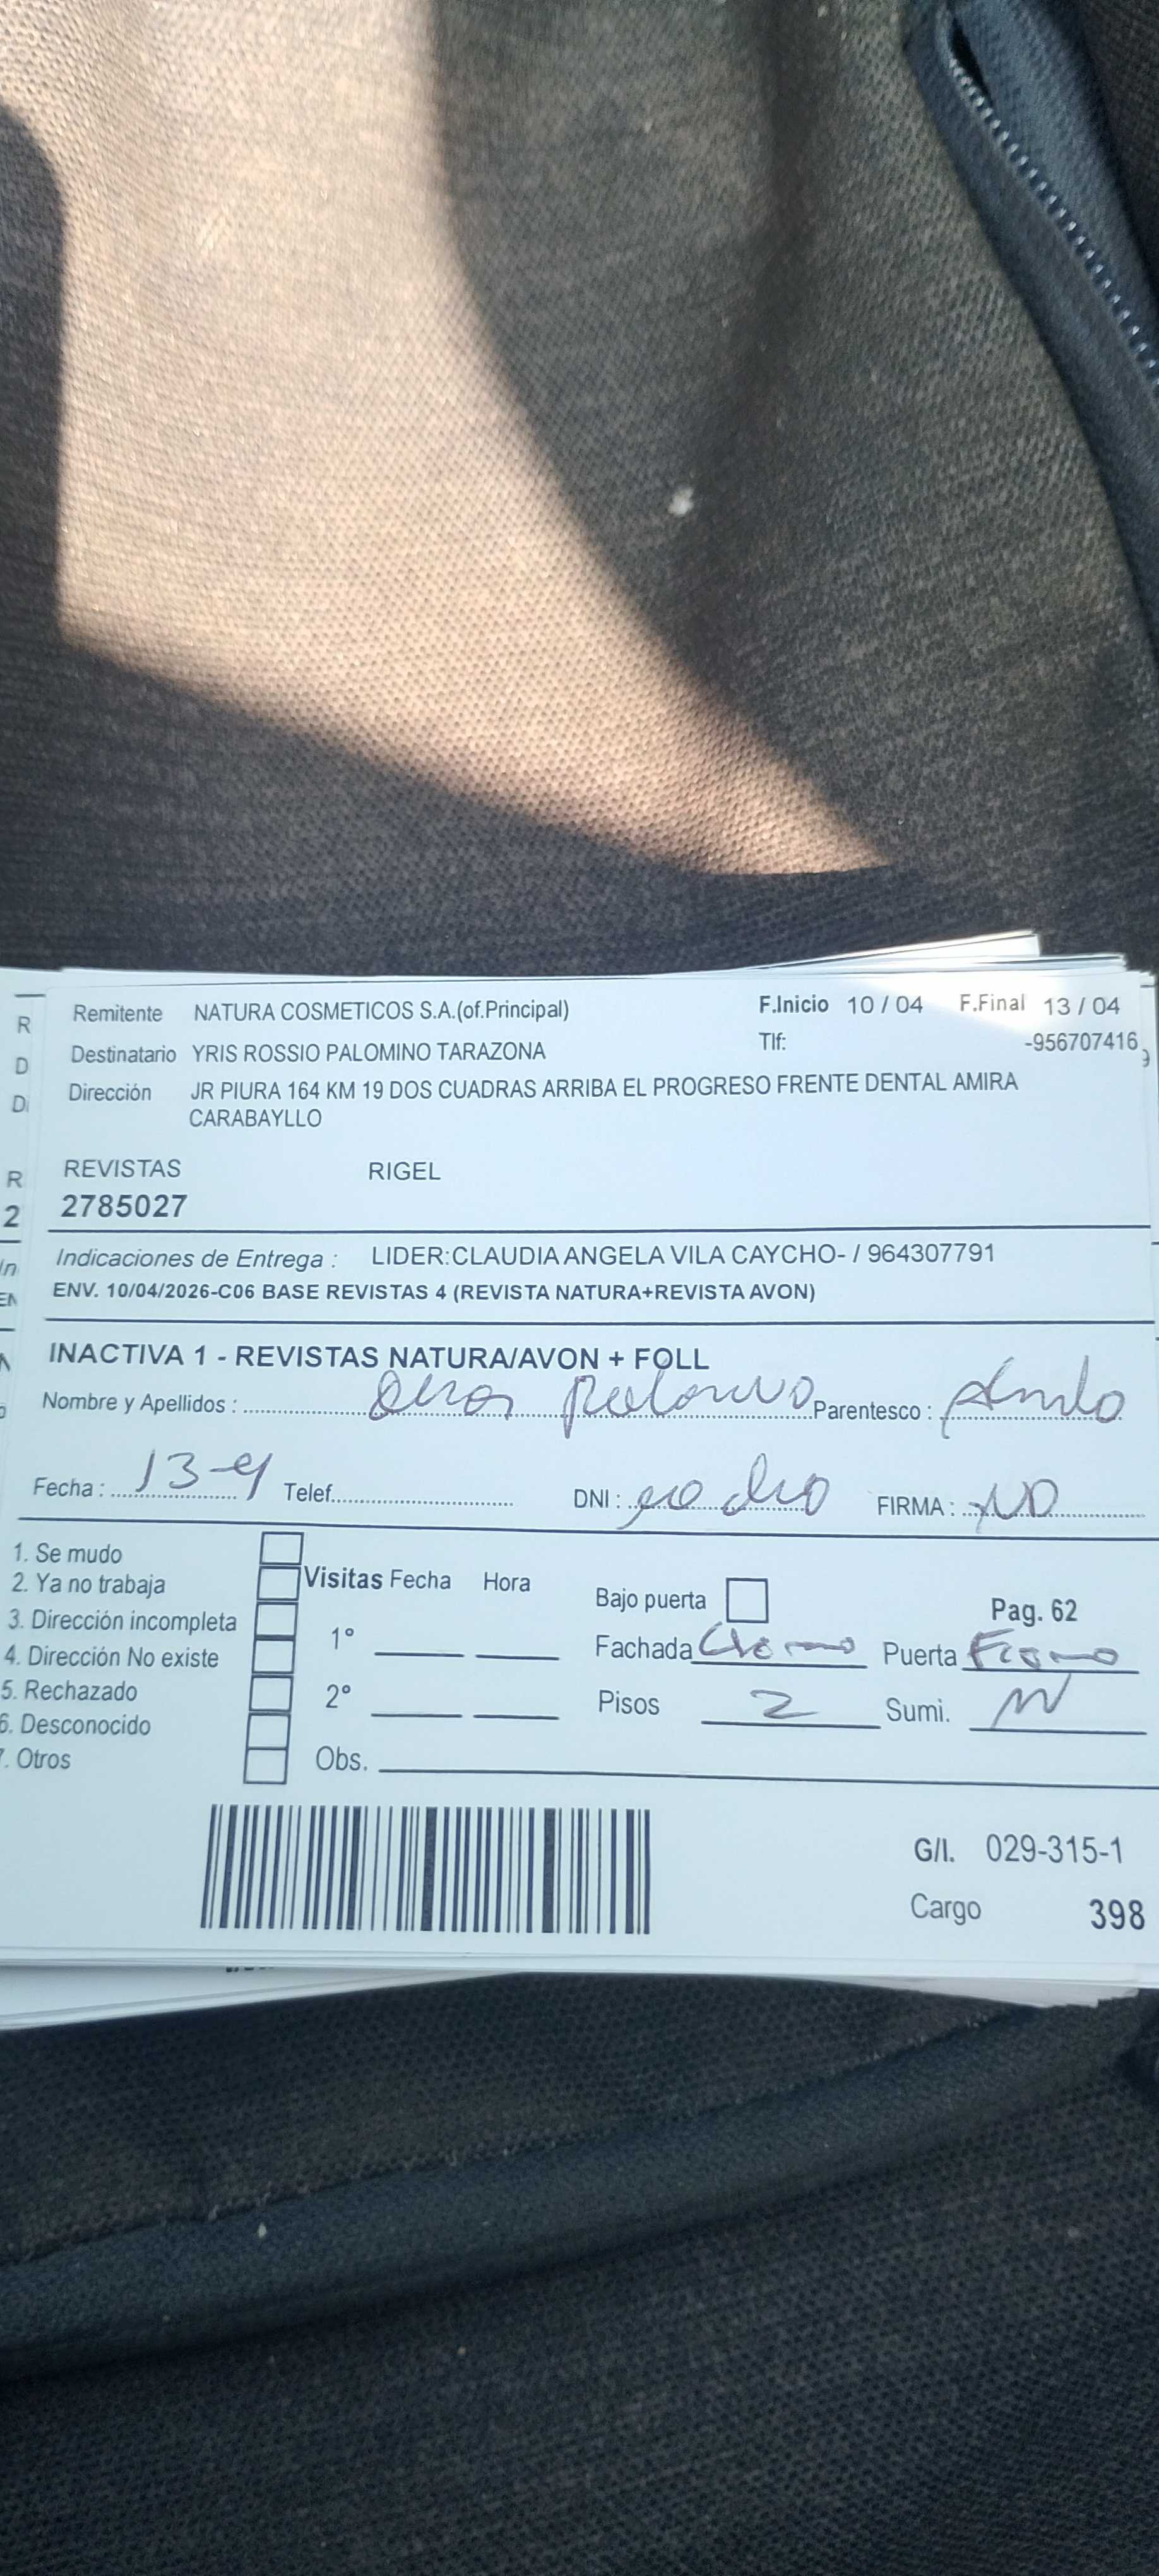 Remitente NATURA COSMETICOS S.A.(of.Principal) F.Inicio 10 / 04 F.Final 13 / 04
Destinatario YRIS ROSSIO PALOMINO TARAZONA Tlf: -956707416
Dirección JR PIURA 164 KM 19 DOS CUADRAS ARRIBA EL PROGRESO FRENTE DENTAL AMIRA
CARABAYLLO
REVISTAS RIGEL
2785027
Indicaciones de Entrega : LIDER:CLAUDIA ANGELA VILA CAYCHO- / 964307791
ENV. 10/04/2026-C06 BASE REVISTAS 4 (REVISTA NATURA+REVISTA AVON)
INACTIVA 1 - REVISTAS NATURA/AVON + FOLL
Nombre y Apellidos : Palomino Parentesco :
Fecha : 13-4 Telef. DNI : no dio FIRMA : NO
1. Se mudo
2. Ya no trabaja
3. Dirección incompleta
4. Dirección No existe
5. Rechazado
6. Desconocido
7. Otros
Visitas Fecha Hora
1°
2°
Obs.
Bajo puerta Pag. 62
Fachada Puerta
Pisos 2 Sumi.
G/I. 029-315-1
Cargo 398